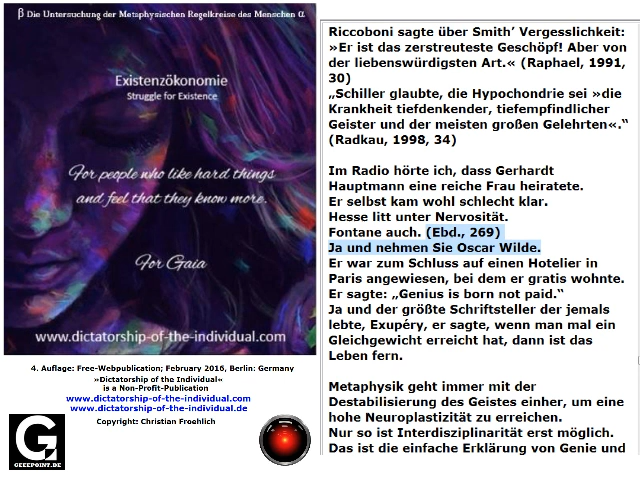 β Die Untersuchung der Metaphysischen Regelkreise des Menschen α
Existenzökonomie
Struggle for Existence
For people who like hard things
and feel that they know more.
For Gaia
www.dictatorship-of-the-individual.com
4. Auflage: Free-Webpublication; February 2016, Berlin: Germany
»Dictatorship of the Individual«
is a Non-Profit-Publication
www.dictatorship-of-the-individual.com
www.dictatorship-of-the-individual.de
Copyright: Christian Froehlich
G
GEEEPOINT.DE
Riccoboni sagte über Smith’ Vergesslichkeit:
»Er ist das zerstreuteste Geschöpf! Aber von
der liebenswürdigsten Art.« (Raphael, 1991,
30)
„Schiller glaubte, die Hypochondrie sei »die
Krankheit tiefdenkender, tiefempfindlicher
Geister und der meisten großen Gelehrten«.“
(Radkau, 1998, 34)
Im Radio hörte ich, dass Gerhardt
Hauptmann eine reiche Frau heiratete.
Er selbst kam wohl schlecht klar.
Hesse litt unter Nervosität.
Fontane auch. (Ebd., 269)
Ja und nehmen Sie Oscar Wilde.
Er war zum Schluss auf einen Hotelier in
Paris angewiesen, bei dem er gratis wohnte.
Er sagte: „Genius is born not paid.“
Ja und der größte Schriftsteller der jemals
lebte, Exupéry, er sagte, wenn man mal ein
Gleichgewicht erreicht hat, dann ist das
Leben fern.
Metaphysik geht immer mit der
Destabilisierung des Geistes einher, um eine
hohe Neuroplastizität zu erreichen.
Nur so ist Interdisziplinarität erst möglich.
Das ist die einfache Erklärung von Genie und